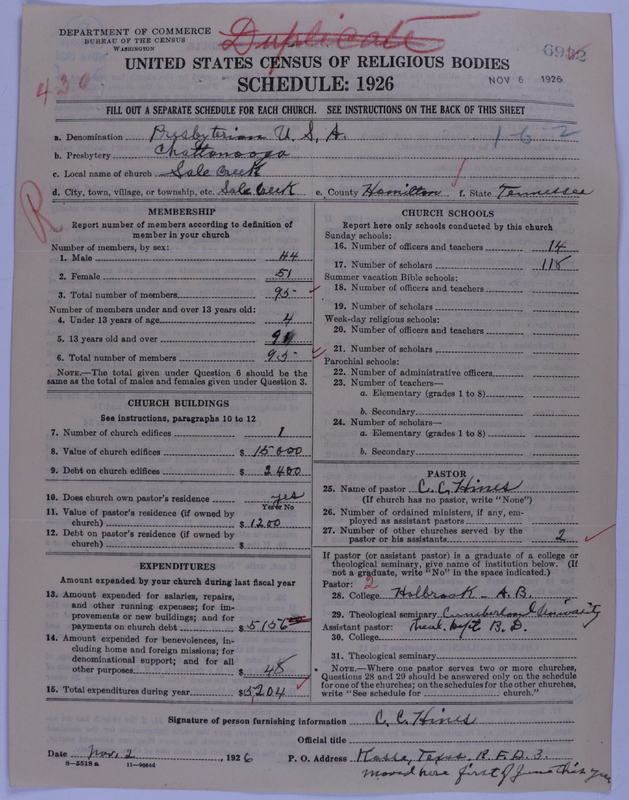 DEPARTMENT OF COMMERCE
BUREAU OF THE CENSUS
WASHINGTON
Duplicate
430
UNITED STATES CENSUS OF RELIGIOUS BODIES
SCHEDULE: 1926
NOV 6 1926
FILL OUT A SEPARATE SCHEDULE FOR EACH CHURCH. SEE INSTRUCTIONS ON THE BACK OF THIS SHEET
a. Denomination Presbyterian U. S. A. 162
b. Presbytery Chattanooga
c. Local name of church Sale Creek
d. City, town, village, or township, etc. Sale Creek e. County Hamilton f. State Tennessee
R
MEMBERSHIP
Report number of members according to definition of member in your church
Number of members, by sex:
1. Male 44
2. Female 51
3. Total number of members 95
Number of members under and over 13 years old:
4. Under 13 years of age 4
5. 13 years old and over 91
6. Total number of members 95
NOTE.—The total given under Question 6 should be
same as the total of males and females given under Question 3.
CHURCH BUILDINGS
See instructions, paragraphs 10 to 12
7. Number of church edifices 1
8. Value of church edifices $ 15000
9. Debt on church edifices $ 2400
10. Does church own pastor's residence yes
Yes or No
11. Value of pastor's residence (if owned by
church) $ 1200
12. Debt on pastor's residence (if owned by
church) $
EXPENDITURES
Amount expended by your church during last fiscal year
13. Amount expended for salaries, repairs,
and other running expenses; for im-
provements or new buildings; and for
payments on church debt $ 5156
14. Amount expended for benevolences, in-
cluding home and foreign missions; for
denominational support; and for all
other purposes $ 48
15. Total expenditures during year $ 5204
CHURCH SCHOOLS
Report here only schools conducted by this church
Sunday schools:
16. Number of officers and teachers 14
17. Number of scholars 118
Summer vacation Bible schools:
18. Number of officers and teachers
19. Number of scholars
Week-day religious schools:
20. Number of officers and teachers
21. Number of scholars
Parochial schools:
22. Number of administrative officers
23. Number of teachers—
a. Elementary (grades 1 to 8)
b. Secondary
24. Number of scholars—
a. Elementary (grades 1 to 8)
b. Secondary
PASTOR
25. Name of pastor C. C. Hines
(If church has no pastor, write "None")
26. Number of ordained ministers, if any, em-
ployed as assistant pastors
27. Number of other churches served by the
pastor or his assistants 2
If pastor (or assistant pastor) is a graduate of a college or
theological seminary, give name of institution below. (If
not a graduate, write "No" in the space indicated.)
Pastor: 2
28. College Holbrook - A.B.
29. Theological seminary Cumberland University
Assistant pastor: Theol. Dept B.D.
30. College
31. Theological seminary
NOTE.—Where one pastor serves two or more churches,
Questions 28 and 29 should be answered only on the schedule
for one of the churches; on the schedules for the other churches,
write "See schedule for church."
Signature of person furnishing information C. C. Hines
Official title
Date Nov. 2, 1926 P. O. Address Texas, R.F.D. 3.
8-5518a
moved here first of June this year